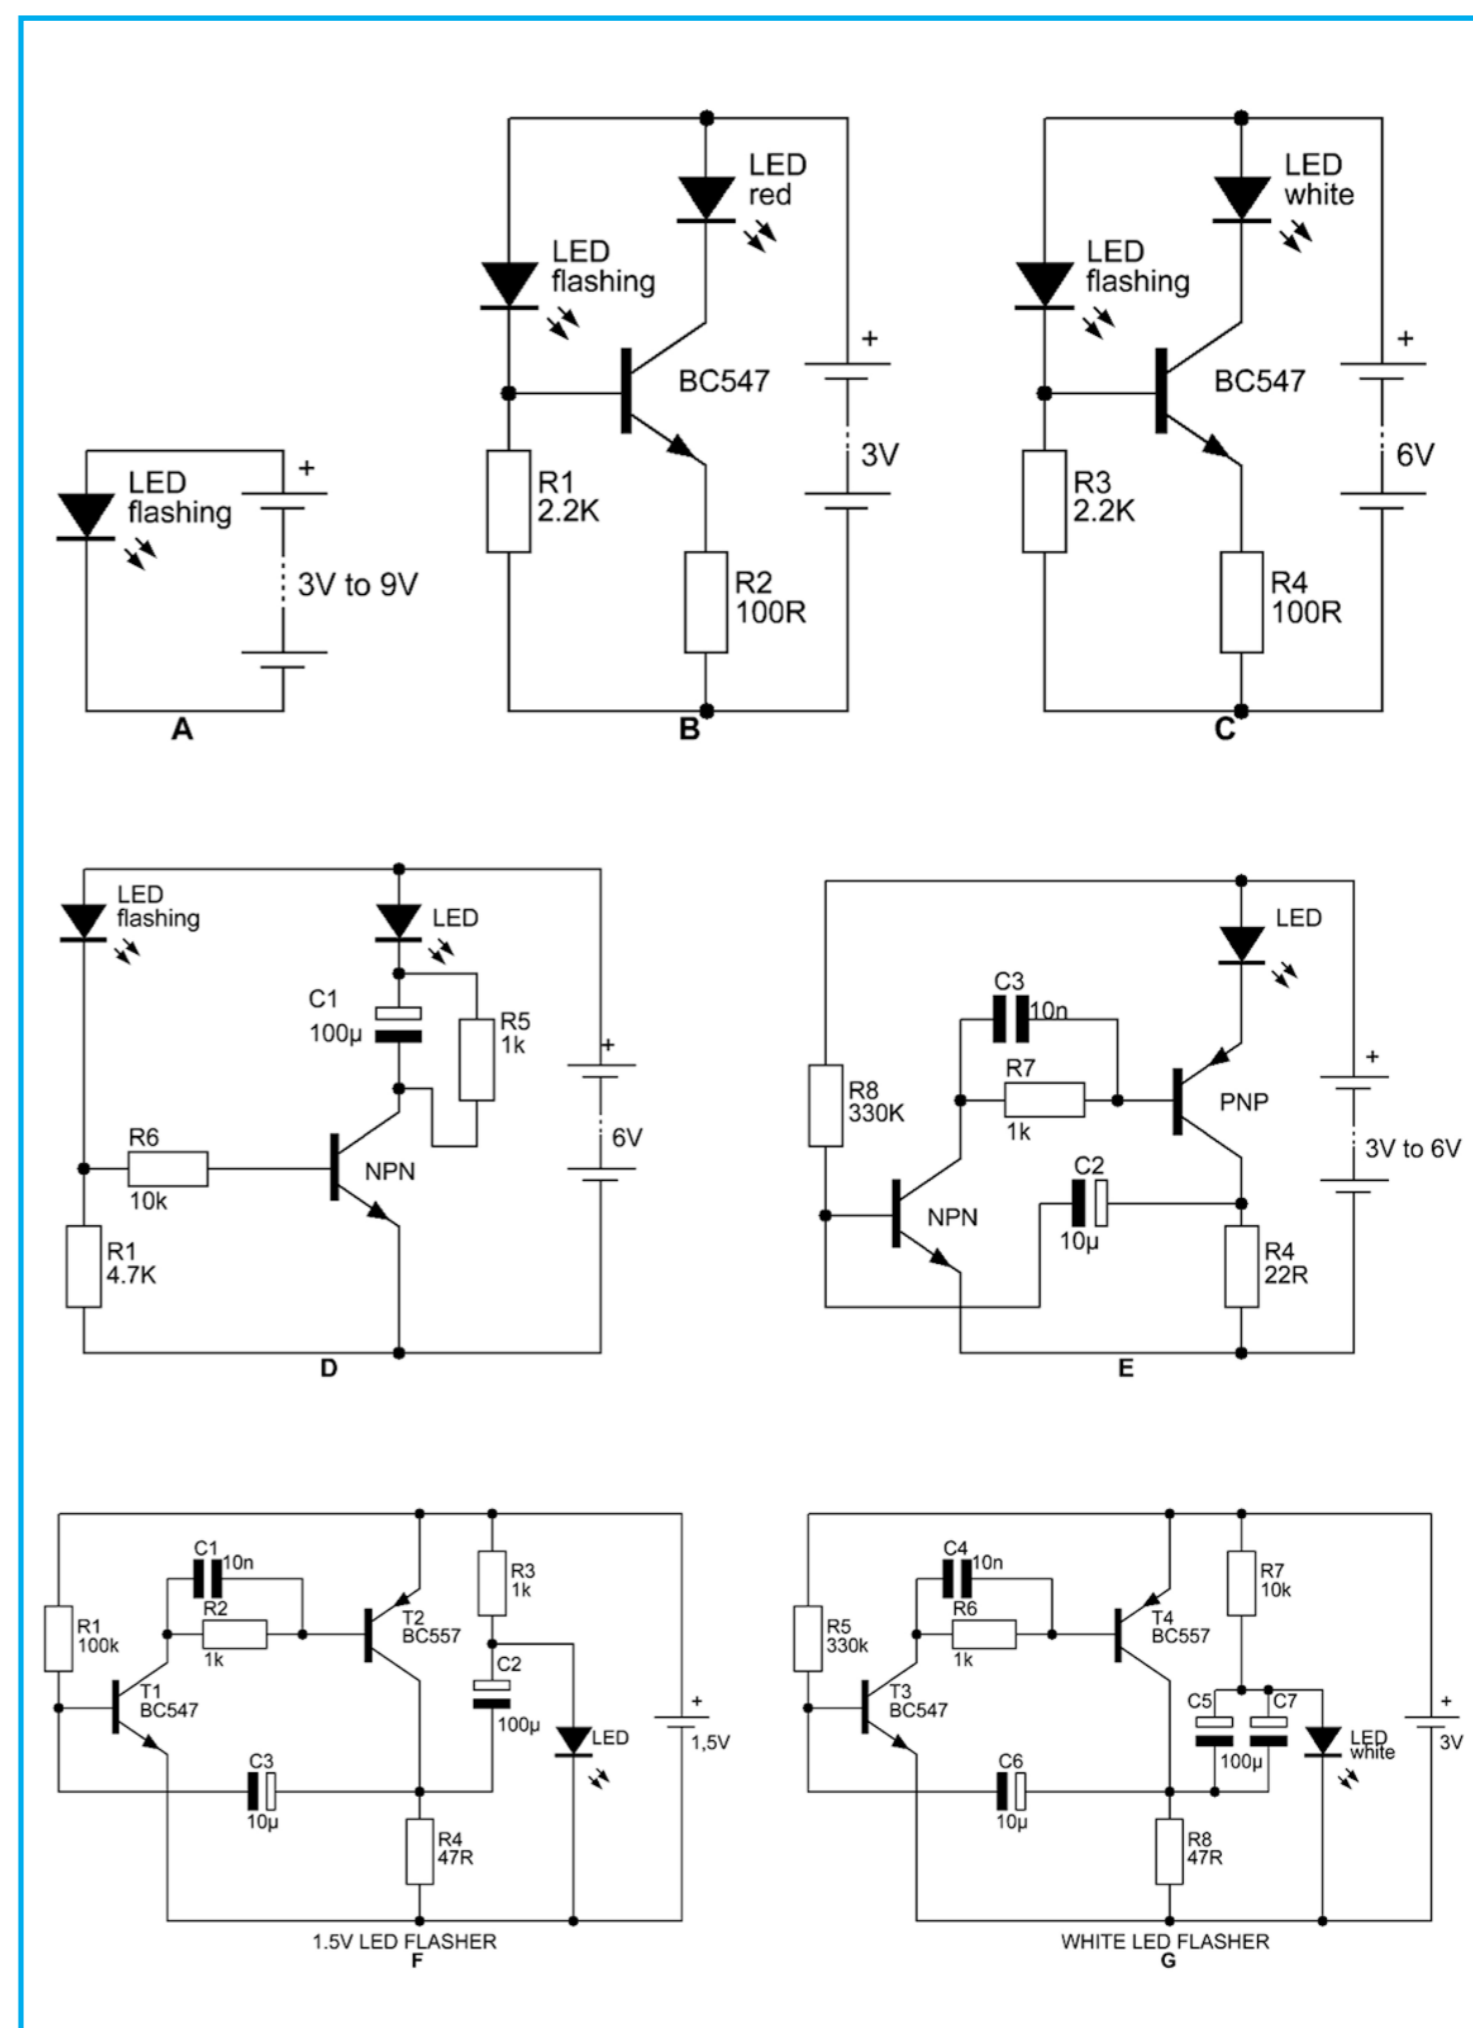 LED
flashing
+
3V to 9V
A
LED
red
LED
flashing
BC547
+
3V
R1
2.2K
R2
100R
B
LED
white
LED
flashing
BC547
+
6V
R3
2.2K
R4
100R
C
LED
flashing
LED
C1
100µ
R5
1k
+
6V
R6
10k
NPN
R1
4.7K
D
LED
C3
10n
R7
1k
R8
330K
PNP
+
3V to 6V
C2
10µ
NPN
R4
22R
E
C1
10n
R2
1k
R1
100k
T1
BC547
T2
BC557
R3
1k
C2
100µ
LED
+
1,5V
C3
10µ
R4
47R
1.5V LED FLASHER
F
C4
10n
R6
1k
R5
330k
T3
BC547
T4
BC557
R7
10k
C5
C7
100µ
LED
white
+
3V
C6
10µ
R8
47R
WHITE LED FLASHER
G